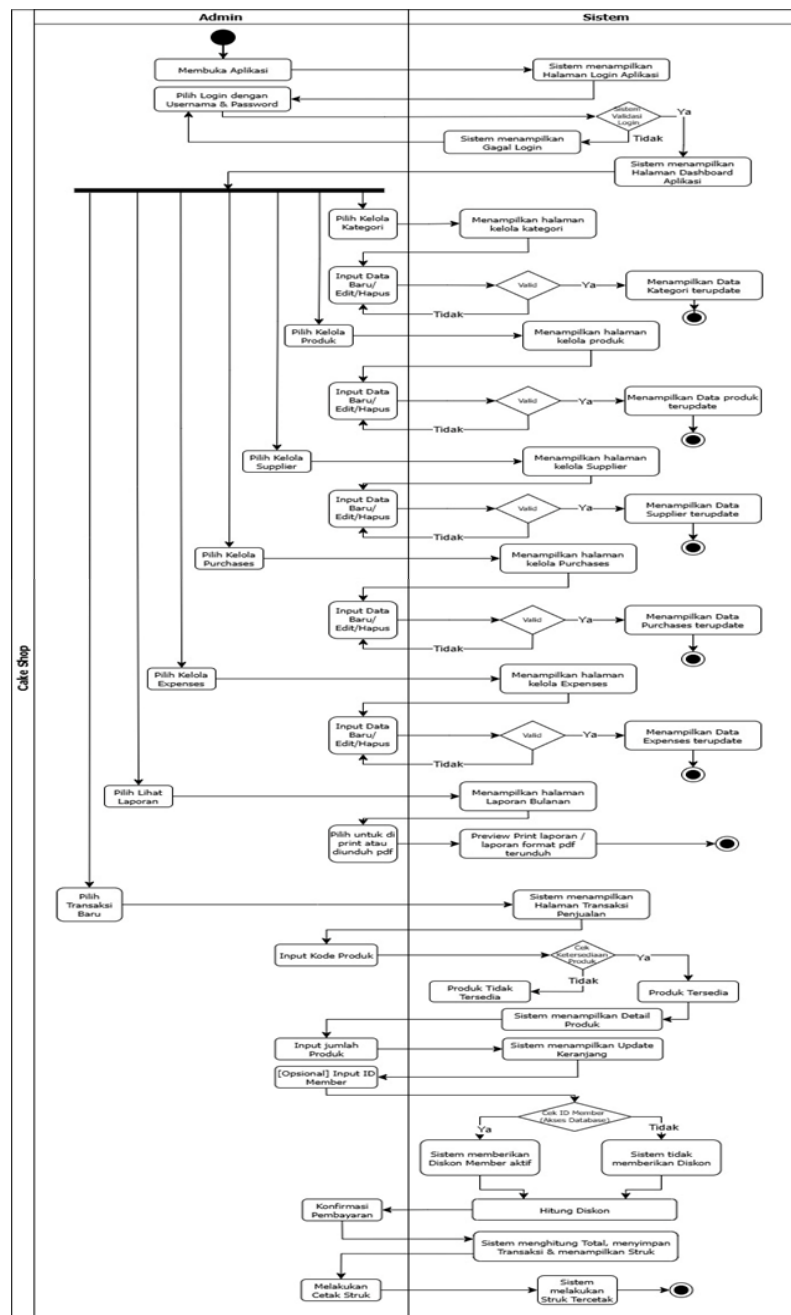 Admin
Sistem
Cake Shop
Membuka Aplikasi
Sistem menampilkan
Halaman Login Aplikasi
Pilih Login dengan
Username & Password
Sistem
Validasi
Login
Ya
Tidak
Sistem menampilkan
Gagal Login
Sistem menampilkan
Halaman Dashboard
Aplikasi
Pilih Kelola
Kategori
Menampilkan halaman
kelola kategori
Input Data
Baru/
Edit/Hapus
Valid
Ya
Menampilkan Data
Kategori terupdate
Tidak
Pilih Kelola
Produk
Menampilkan halaman
kelola produk
Input Data
Baru/
Edit/Hapus
Valid
Ya
Menampilkan Data produk
terupdate
Tidak
Pilih Kelola
Supplier
Menampilkan halaman
kelola Supplier
Input Data
Baru/
Edit/Hapus
Valid
Ya
Menampilkan Data
Supplier terupdate
Tidak
Pilih Kelola
Purchases
Menampilkan halaman
kelola Purchases
Input Data
Baru/
Edit/Hapus
Valid
Ya
Menampilkan Data
Purchases terupdate
Tidak
Pilih Kelola
Expenses
Menampilkan halaman
kelola Expenses
Input Data
Baru/
Edit/Hapus
Valid
Ya
Menampilkan Data
Expenses terupdate
Tidak
Pilih Lihat
Laporan
Menampilkan halaman
Laporan Bulanan
Pilih untuk di
print atau
diunduh pdf
Preview Print laporan /
laporan format pdf
terunduh
Pilih
Transaksi
Baru
Sistem menampilkan
Halaman Transaksi
Penjualan
Input Kode Produk
Cek
Ketersediaan
Produk
Ya
Tidak
Produk Tidak
Tersedia
Produk Tersedia
Sistem menampilkan Detail
Produk
Input jumlah
Produk
Sistem menampilkan Update
Keranjang
[Opsional] Input ID
Member
Cek ID Member
(Akses Database)
Ya
Tidak
Sistem memberikan
Diskon Member aktif
Sistem tidak
memberikan Diskon
Hitung Diskon
Konfirmasi
Pembayaran
Sistem menghitung Total, menyimpan
Transaksi & menampilkan Struk
Melakukan
Cetak Struk
Sistem
melakukan
Struk Tercetak